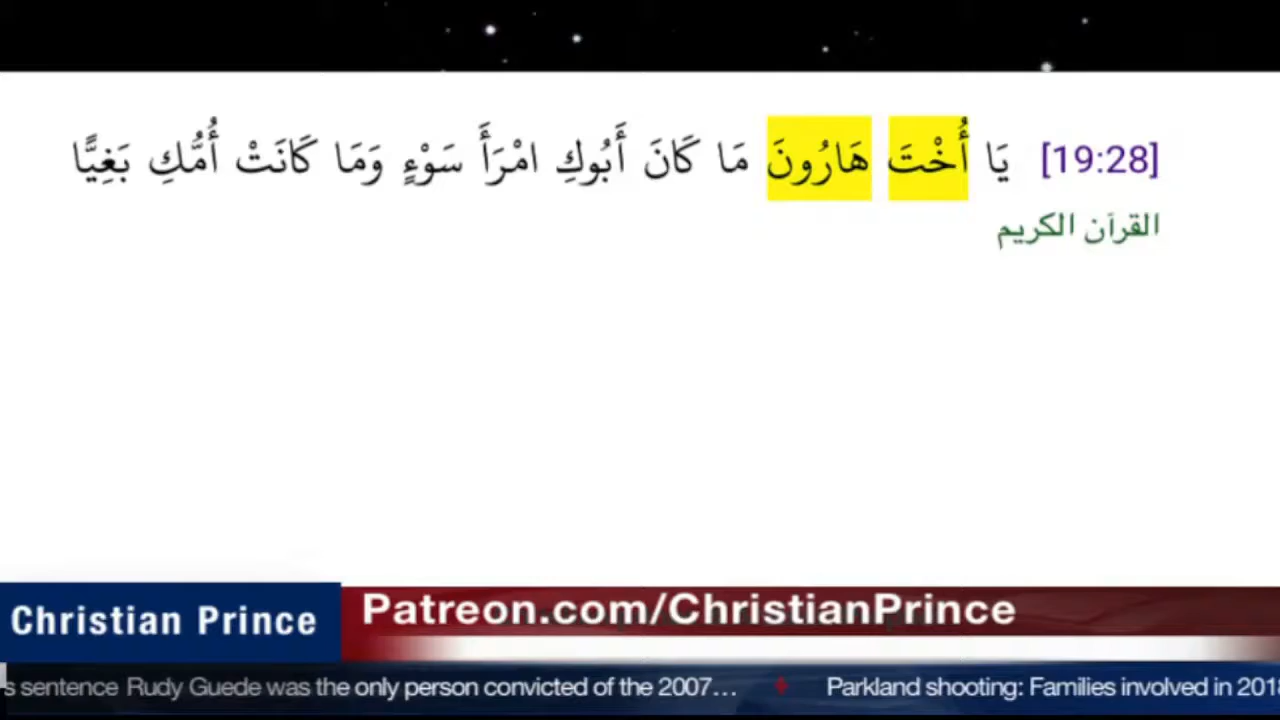 [19:28] يَا أُخْتَ هَارُونَ مَا كَانَ أَبُوكِ امْرَأَ سَوْءٍ وَمَا كَانَتْ أُمُّكِ بَغِيًّا
القرآن الكريم
Christian Prince
Patreon.com/ChristianPrince
s sentence Rudy Guede was the only person convicted of the 2007... ♦ Parkland shooting: Families involved in 2018